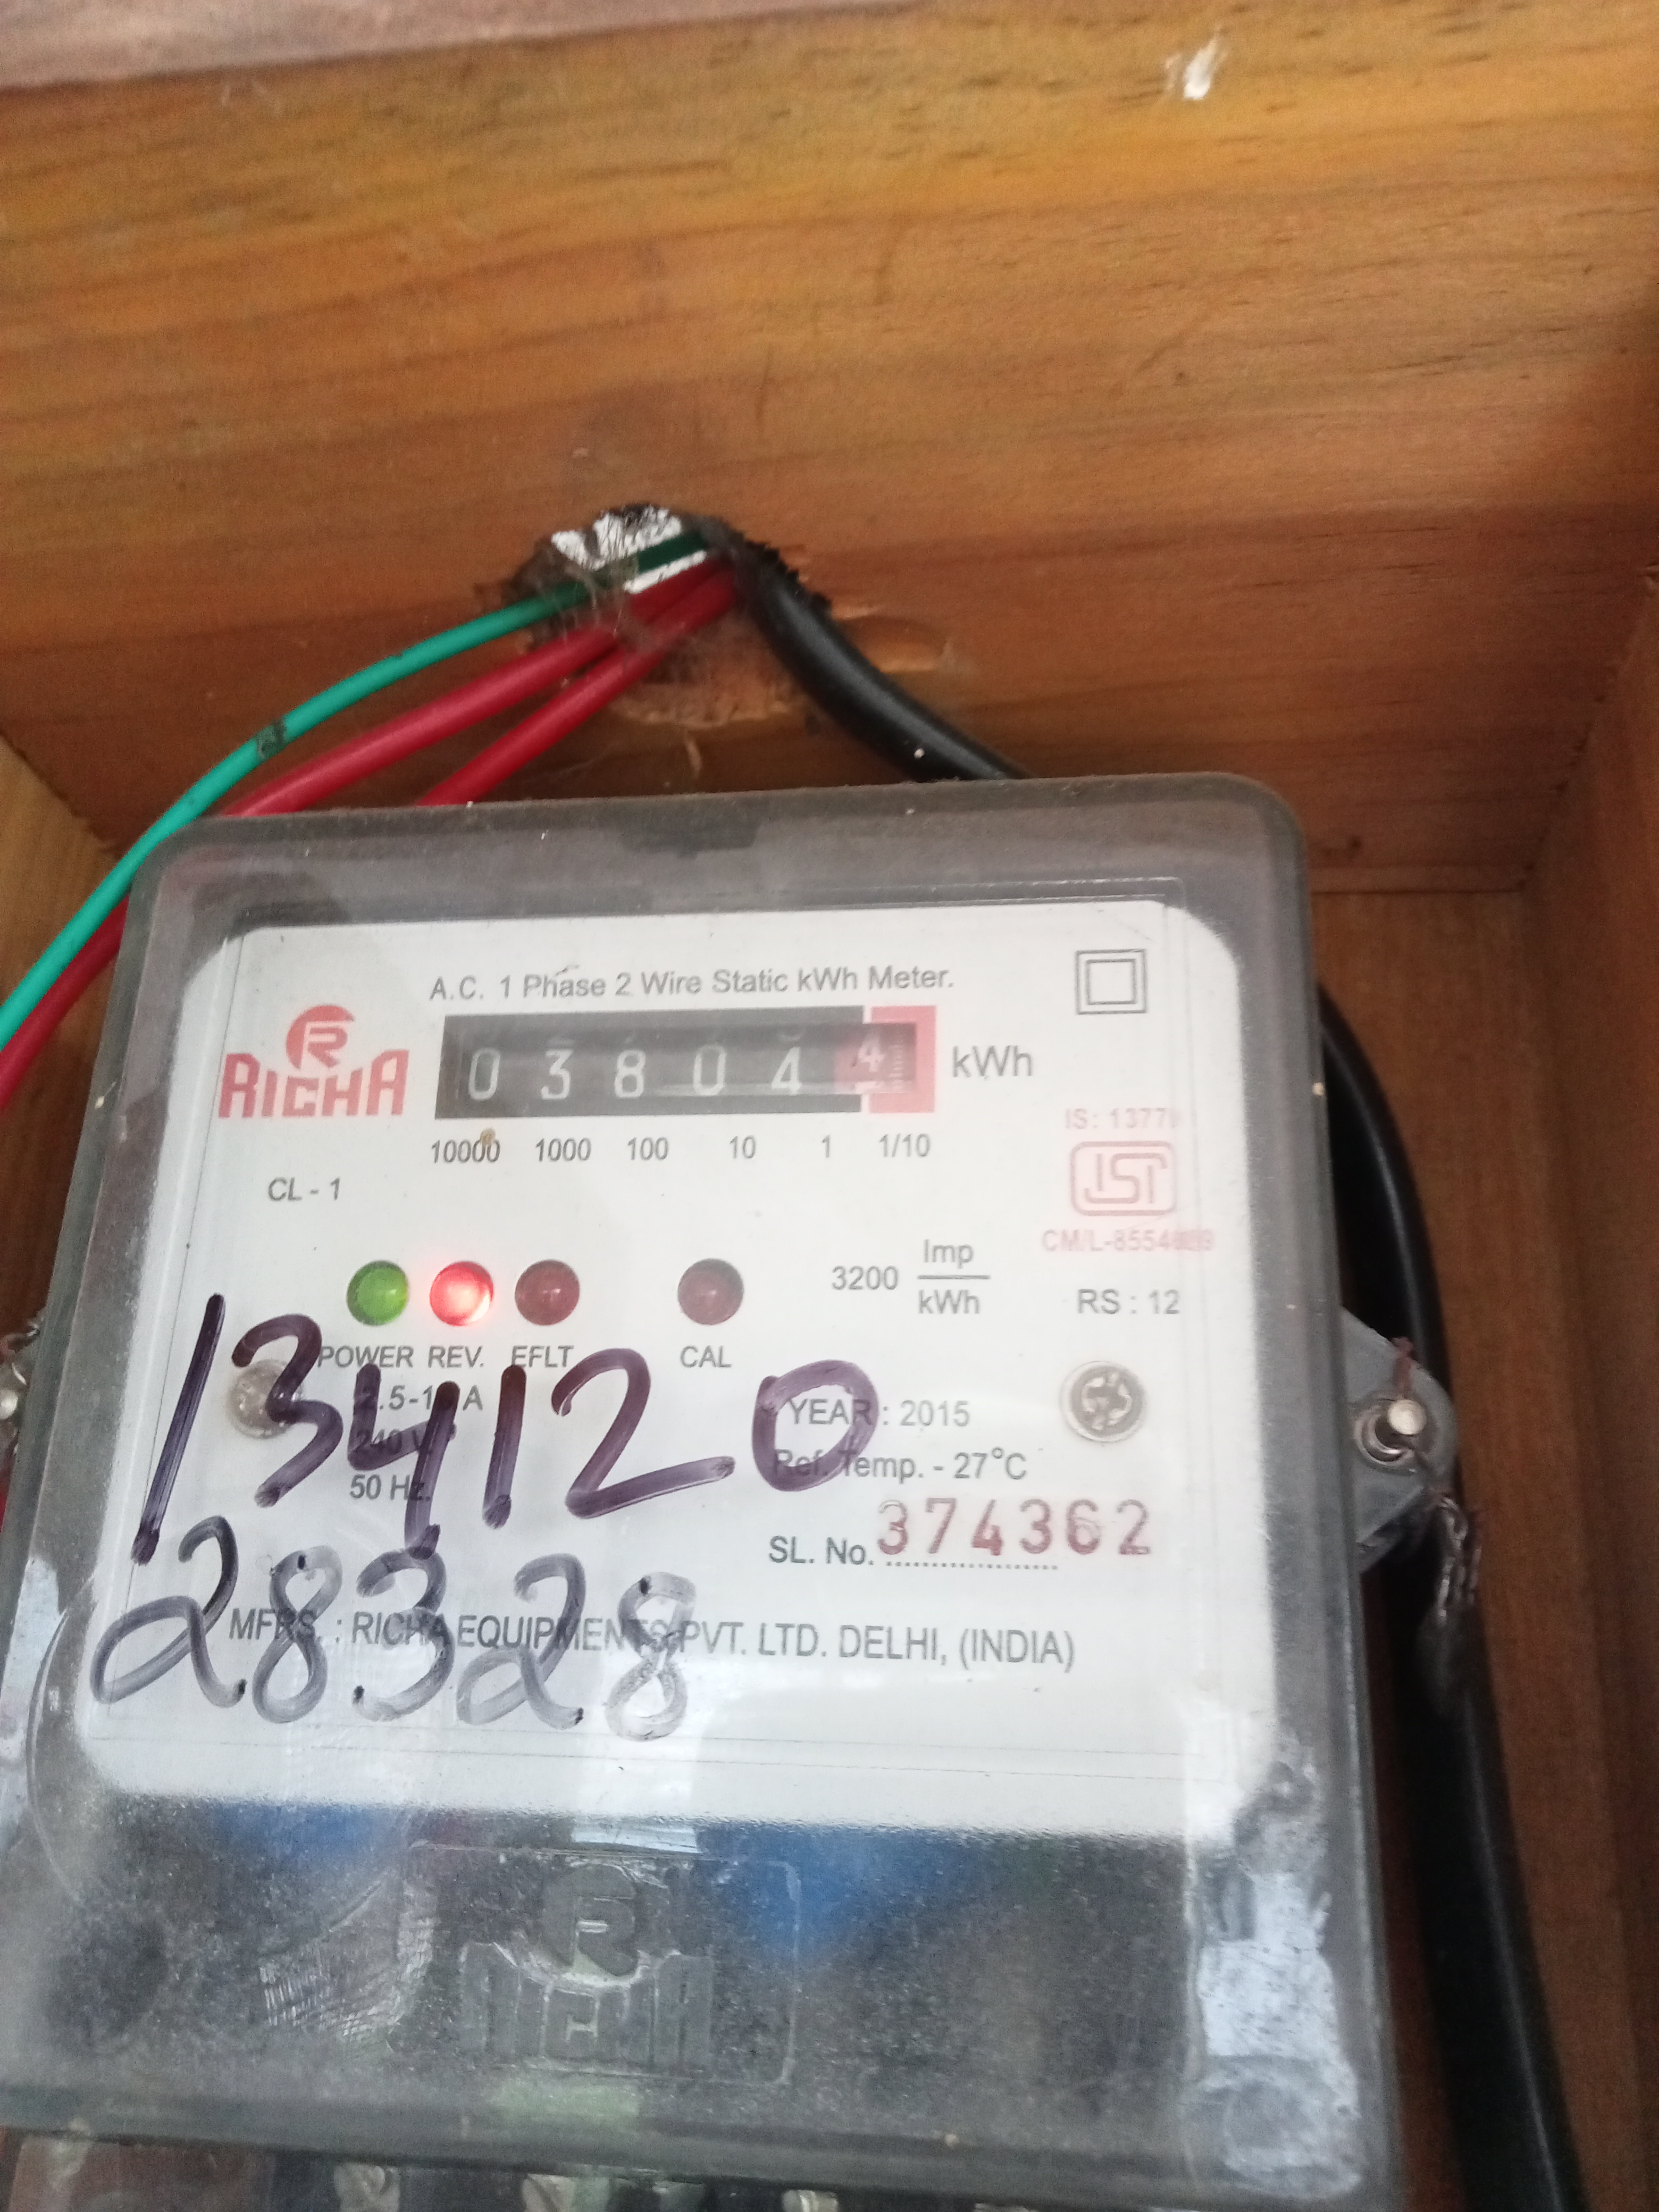 A.C. 1 Phase 2 Wire Static kWh Meter.
R
RICHA
0 3 8 0 4 4 kWh
10000 1000 100 10 1 1/10
CL - 1
IS: 1377
ISI
3200 Imp
kWh
RS : 12
POWER REV. EFLT CAL
240 V
50 Hz.
YEAR : 2015
Ref. Temp. - 27°C
SL. No. 374362
134120
28328
MFRS. : RICHA EQUIPMENTS PVT. LTD. DELHI, (INDIA)
R
RICHA